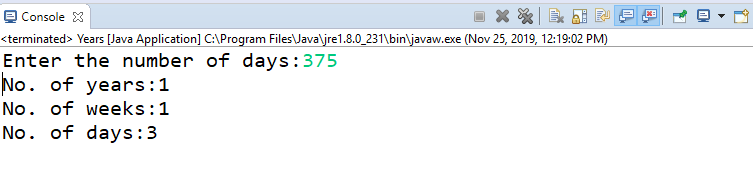 Console
<terminated> Years [Java Application] C:\Program Files\Java\jre1.8.0_231\bin\javaw.exe (Nov 25, 2019, 12:19:02 PM)
Enter the number of days:375
No. of years:1
No. of weeks:1
No. of days:3